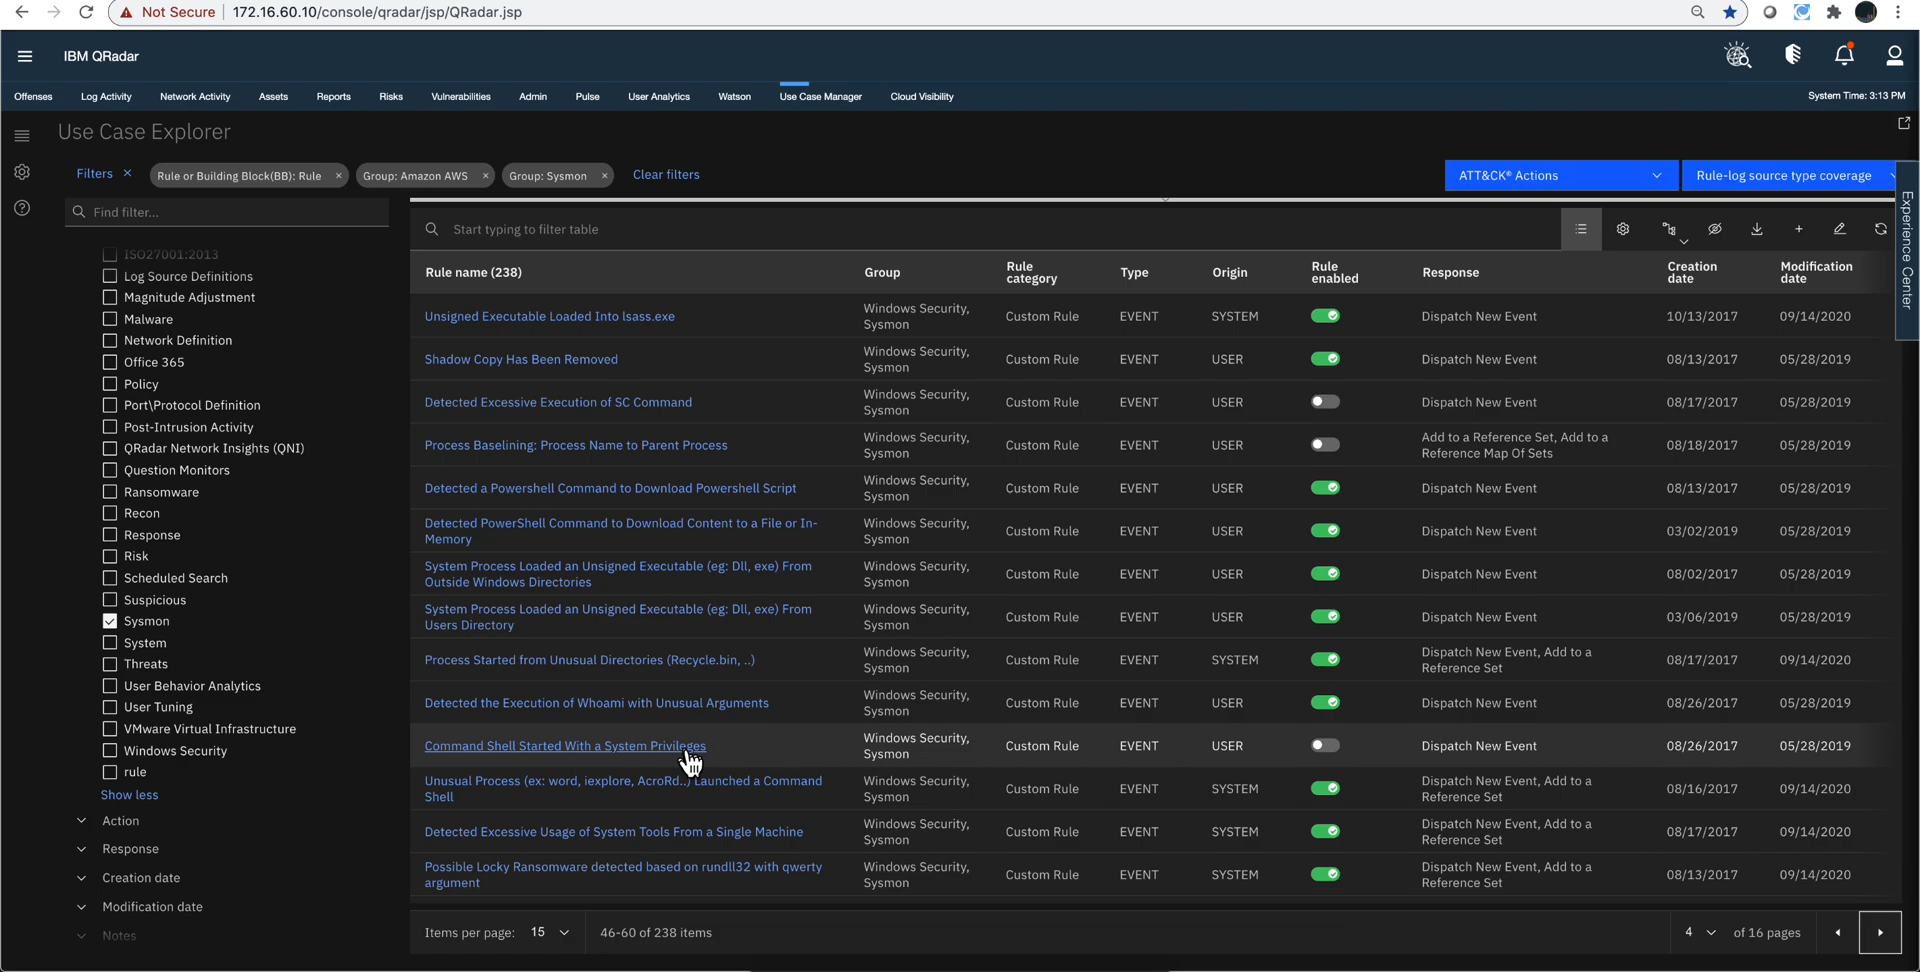 Not Secure
172.16.60.10/console/qradar/jsp/QRadar.jsp
IBM QRadar
Offenses Log Activity Network Activity Assets Reports Risks Vulnerabilities Admin Pulse User Analytics Watson Use Case Manager Cloud Visibility System Time: 3:13 PM
Use Case Explorer
Filters × Rule or Building Block(BB): Rule × Group: Amazon AWS × Group: Sysmon × Clear filters ATT&CK® Actions Rule-log source type coverage
Experience Center
Find filter...
ISO27001:2013
Log Source Definitions
Magnitude Adjustment
Malware
Network Definition
Office 365
Policy
Port\Protocol Definition
Post-Intrusion Activity
QRadar Network Insights (QNI)
Question Monitors
Ransomware
Recon
Response
Risk
Scheduled Search
Suspicious
Sysmon
System
Threats
User Behavior Analytics
User Tuning
VMware Virtual Infrastructure
Windows Security
rule
Show less
Action
Response
Creation date
Modification date
Notes
Start typing to filter table
Rule name (238) Group Rule category Type Origin Rule enabled Response Creation date Modification date
Unsigned Executable Loaded Into lsass.exe Windows Security, Sysmon Custom Rule EVENT SYSTEM Dispatch New Event 10/13/2017 09/14/2020
Shadow Copy Has Been Removed Windows Security, Sysmon Custom Rule EVENT USER Dispatch New Event 08/13/2017 05/28/2019
Detected Excessive Execution of SC Command Windows Security, Sysmon Custom Rule EVENT USER Dispatch New Event 08/17/2017 05/28/2019
Process Baselining: Process Name to Parent Process Windows Security, Sysmon Custom Rule EVENT USER Add to a Reference Set, Add to a Reference Map Of Sets 08/18/2017 05/28/2019
Detected a Powershell Command to Download Powershell Script Windows Security, Sysmon Custom Rule EVENT USER Dispatch New Event 08/13/2017 05/28/2019
Detected PowerShell Command to Download Content to a File or In-Memory Windows Security, Sysmon Custom Rule EVENT USER Dispatch New Event 03/02/2019 05/28/2019
System Process Loaded an Unsigned Executable (eg: Dll, exe) From Outside Windows Directories Windows Security, Sysmon Custom Rule EVENT USER Dispatch New Event 08/02/2017 05/28/2019
System Process Loaded an Unsigned Executable (eg: Dll, exe) From Users Directory Windows Security, Sysmon Custom Rule EVENT USER Dispatch New Event 03/06/2019 05/28/2019
Process Started from Unusual Directories (Recycle.bin, ..) Windows Security, Sysmon Custom Rule EVENT SYSTEM Dispatch New Event, Add to a Reference Set 08/17/2017 09/14/2020
Detected the Execution of Whoami with Unusual Arguments Windows Security, Sysmon Custom Rule EVENT USER Dispatch New Event 08/26/2017 05/28/2019
Command Shell Started With a System Privileges Windows Security, Sysmon Custom Rule EVENT USER Dispatch New Event 08/26/2017 05/28/2019
Unusual Process (ex: word, iexplore, AcroRd..) Launched a Command Shell Windows Security, Sysmon Custom Rule EVENT SYSTEM Dispatch New Event, Add to a Reference Set 08/16/2017 09/14/2020
Detected Excessive Usage of System Tools From a Single Machine Windows Security, Sysmon Custom Rule EVENT SYSTEM Dispatch New Event, Add to a Reference Set 08/17/2017 09/14/2020
Possible Locky Ransomware detected based on rundll32 with qwerty argument Windows Security, Sysmon Custom Rule EVENT SYSTEM Dispatch New Event, Add to a Reference Set 08/13/2017 09/14/2020
Items per page: 15 46-60 of 238 items 4 of 16 pages